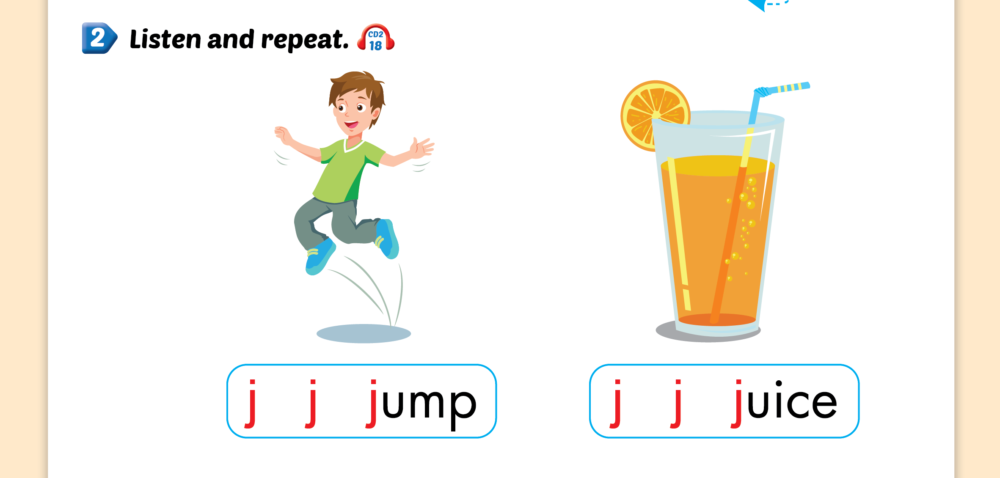 2 Listen and repeat. CD2 18
j j jump
j j juice